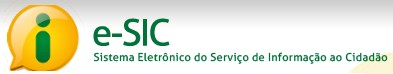 e-SIC
Sistema Eletrônico do Serviço de Informação ao Cidadão